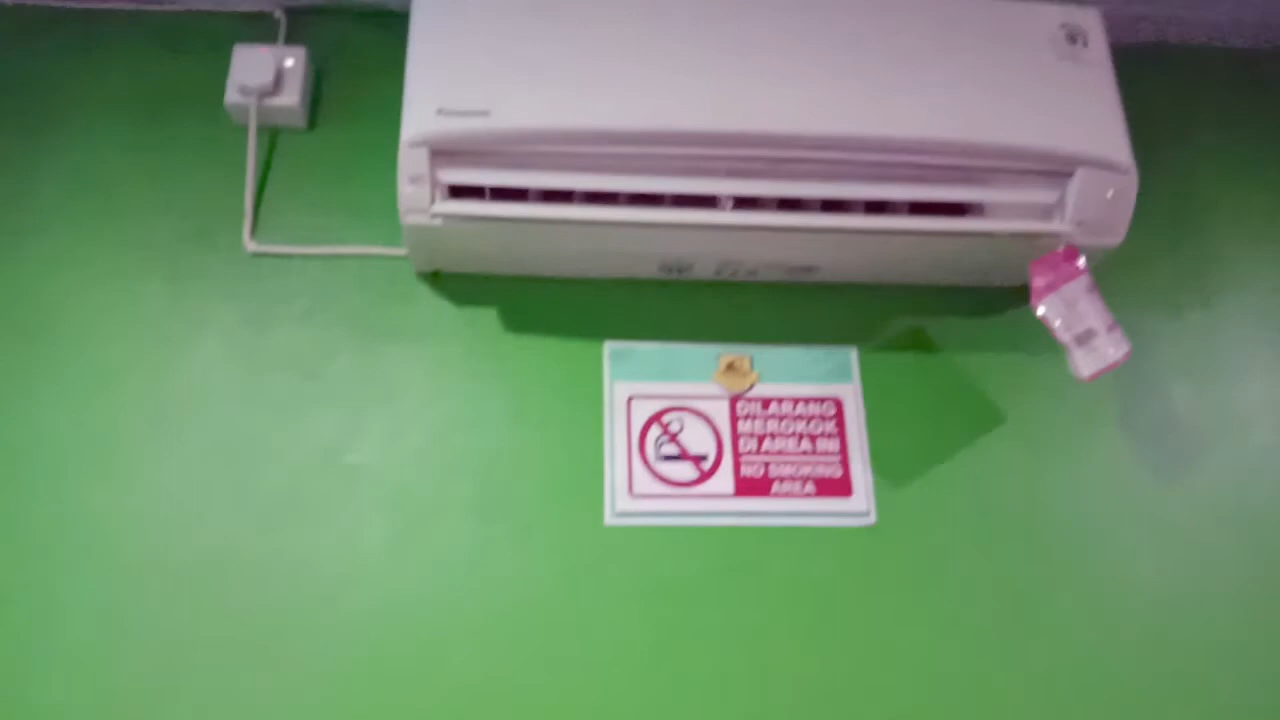 DILARANG
MEROKOK
DI AREA INI
NO SMOKING
AREA